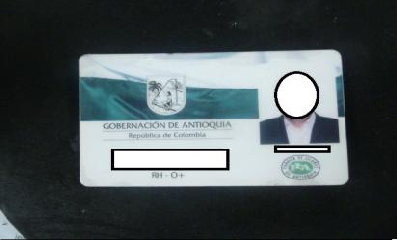 GOBERNACIÓN DE ANTIOQUIA
República de Colombia
RH - O+